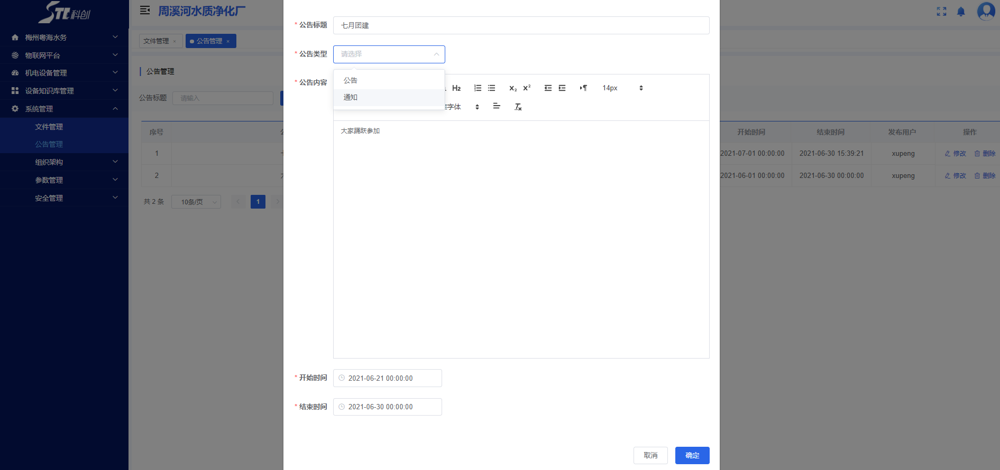 STC科创
周溪河水质净化厂
梅州粤海水务
物联网平台
机电设备管理
设备知识库管理
系统管理
文件管理
公告管理
组织架构
参数管理
安全管理
文件管理 ×
公告管理 ×
公告管理
公告标题 请输入
序号
开始时间 结束时间 发布用户 操作
1
2021-07-01 00:00:00 2021-06-30 15:39:21 xupeng 修改 删除
2
2021-06-01 00:00:00 2021-06-30 00:00:00 xupeng 修改 删除
共 2 条 10条/页 1
* 公告标题 七月团建
* 公告类型 请选择
公告
通知
* 公告内容
H2 14px
字体
大家踊跃参加
* 开始时间 2021-06-21 00:00:00
* 结束时间 2021-06-30 00:00:00
取消 确定